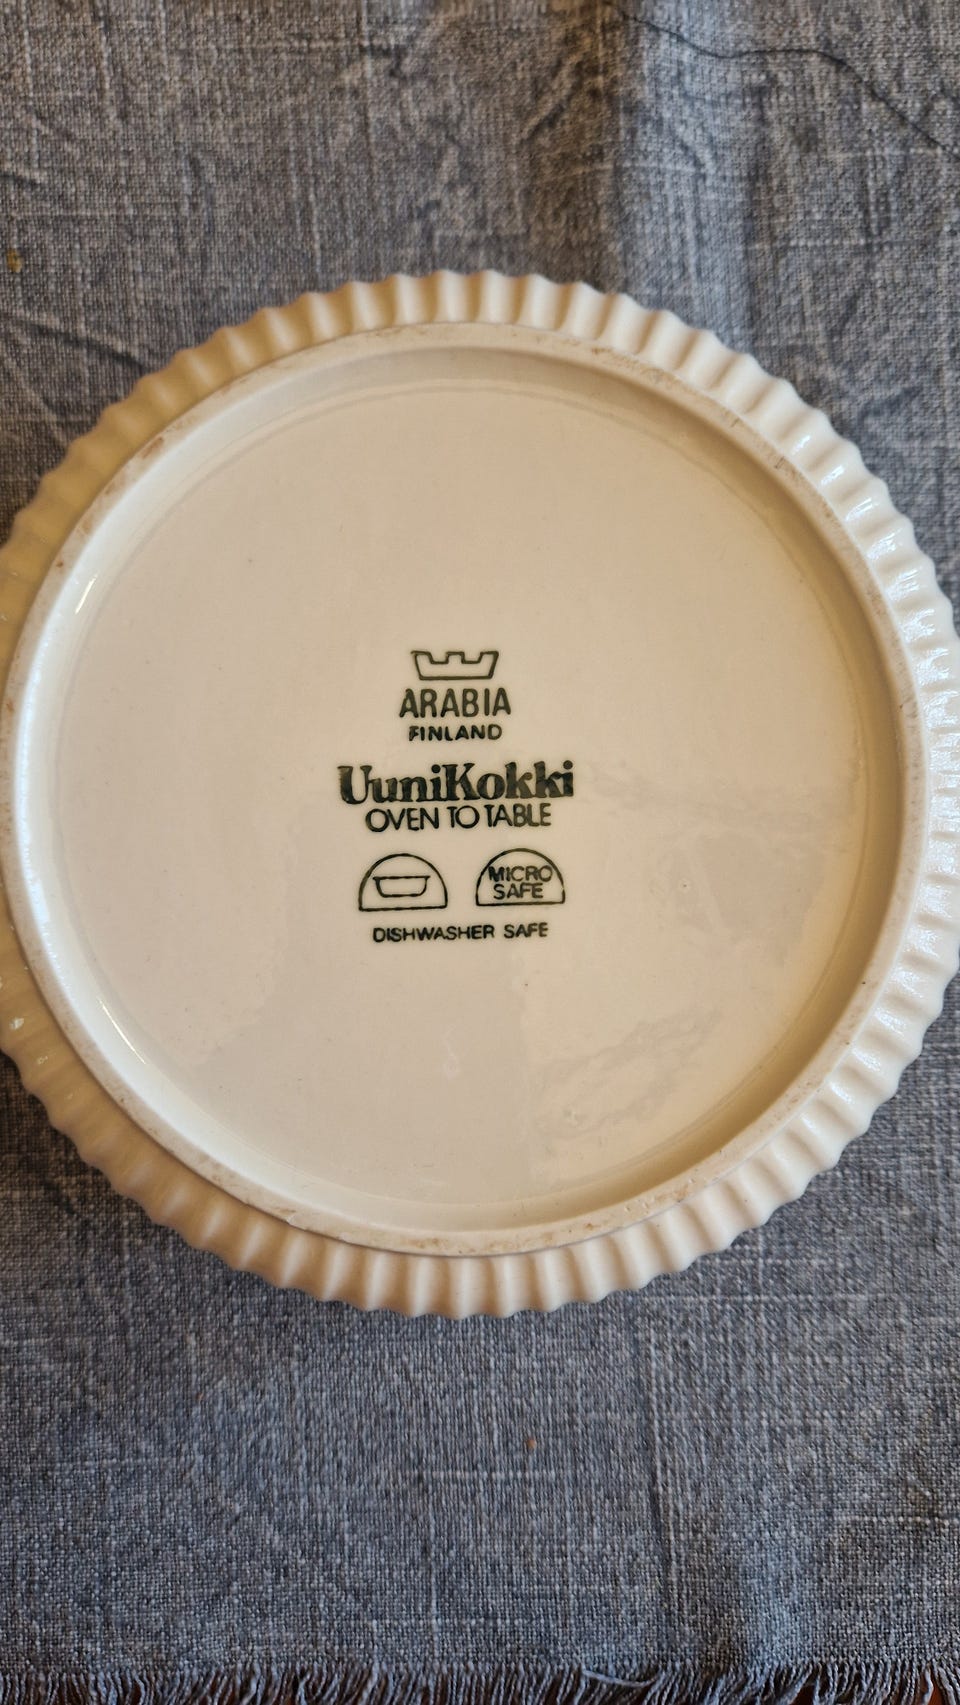 ARABIA
FINLAND
UuniKokki
OVEN TO TABLE
MICRO
SAFE
DISHWASHER SAFE